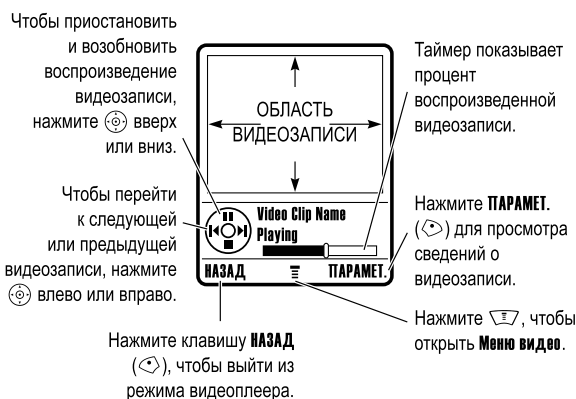 Чтобы приостановить
и возобновить
воспроизведение
видеозаписи,
нажмите вверх
или вниз.
Чтобы перейти
к следующей
или предыдущей
видеозаписи, нажмите
влево или вправо.
ОБЛАСТЬ
ВИДЕОЗАПИСИ
Video Clip Name
Playing
НАЗАД
ПАРАМЕТ.
Таймер показывает
процент
воспроизведенной
видеозаписи.
Нажмите ПАРАМЕТ.
( ) для просмотра
сведений о
видеозаписи.
Нажмите , чтобы
открыть Меню видео.
Нажмите клавишу НАЗАД
( ), чтобы выйти из
режима видеоплеера.